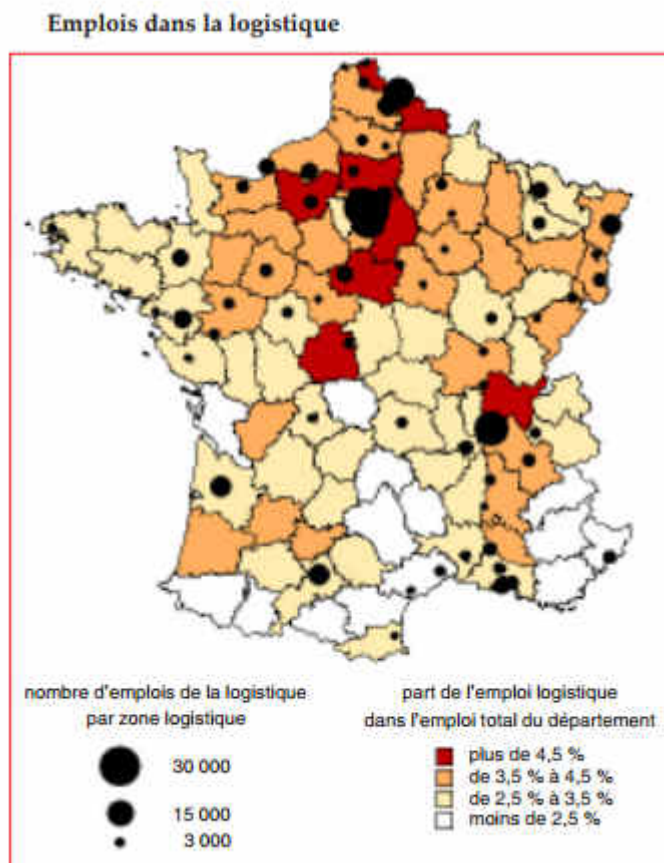 Emplois dans la logistique
nombre d'emplois de la logistique
par zone logistique
30 000
15 000
3 000
part de l'emploi logistique
dans l'emploi total du département
plus de 4,5 %
de 3,5 % à 4,5 %
de 2,5 % à 3,5 %
moins de 2,5 %